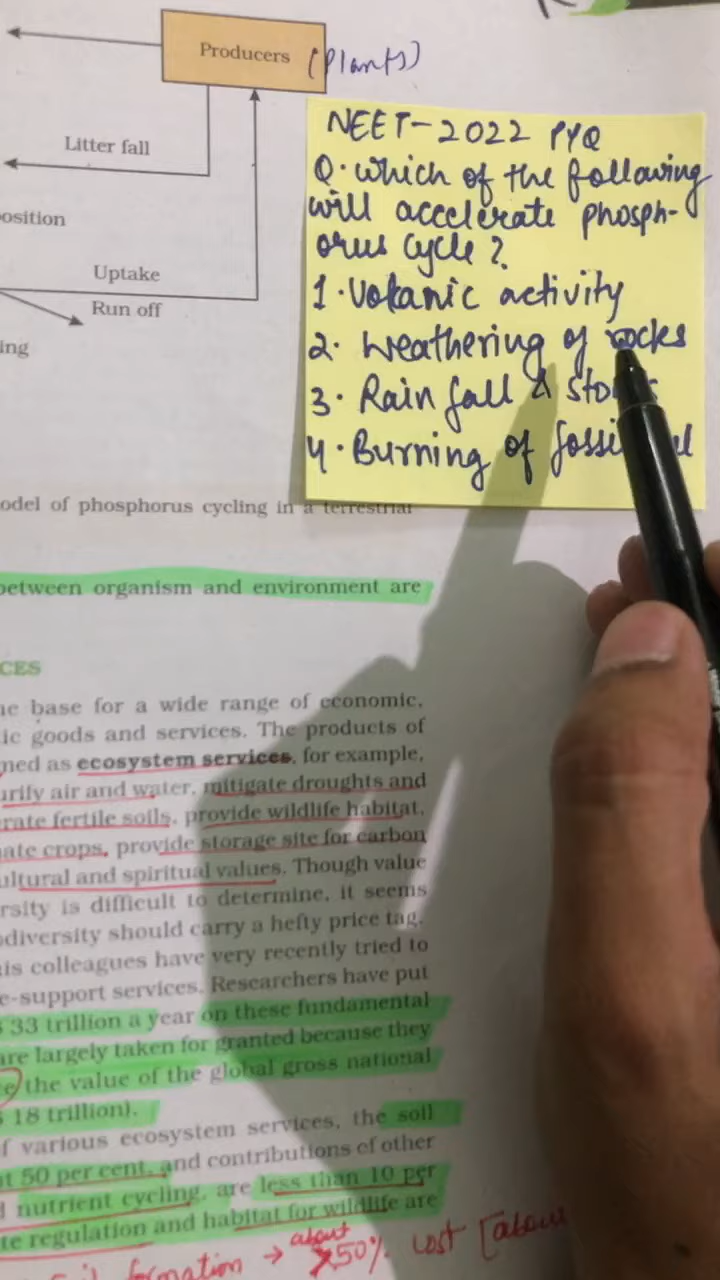 Producers (Plants)
Litter fall
osition
Uptake
Run off
ing
NEET-2022 PYQ
Q. Which of the following
will accelerate phosph-
orus cycle?
1. Volcanic activity
2. Weathering of rocks
3. Rain fall &
4. Burning of
odel of phosphorus cycling in a terrestrial
between organism and environment are
CES
he base for a wide range of economic,
ic goods and services. The products of
med as ecosystem services, for example,
urify air and water, mitigate droughts and
rate fertile soils, provide wildlife habitat,
nate crops, provide storage site for carbon
ultural and spiritual values. Though value
rsity is difficult to determine, it seems
odiversity should carry a hefty price tag.
is colleagues have very recently tried to
e-support services. Researchers have put
33 trillion a year on these fundamental
are largely taken for granted because they
e the value of the global gross national
18 trillion).
f various ecosystem services, the soil
t 50 per cent, and contributions of other
d nutrient cycling, are less than 10 per
te regulation and habitat for wildlife are
formation → about 50% cost